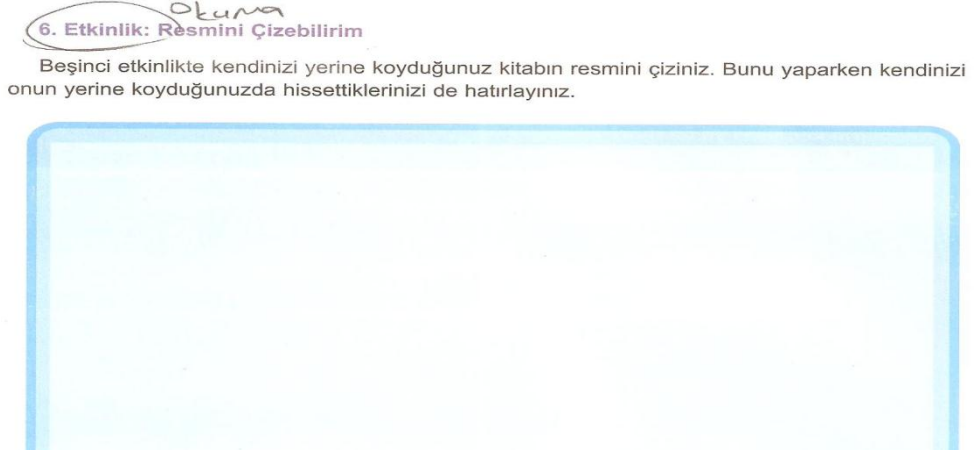 Okuma
6. Etkinlik: Resmini Çizebilirim
Beşinci etkinlikte kendinizi yerine koyduğunuz kitabın resmini çiziniz. Bunu yaparken kendinizi
onun yerine koyduğunuzda hissettiklerinizi de hatırlayınız.